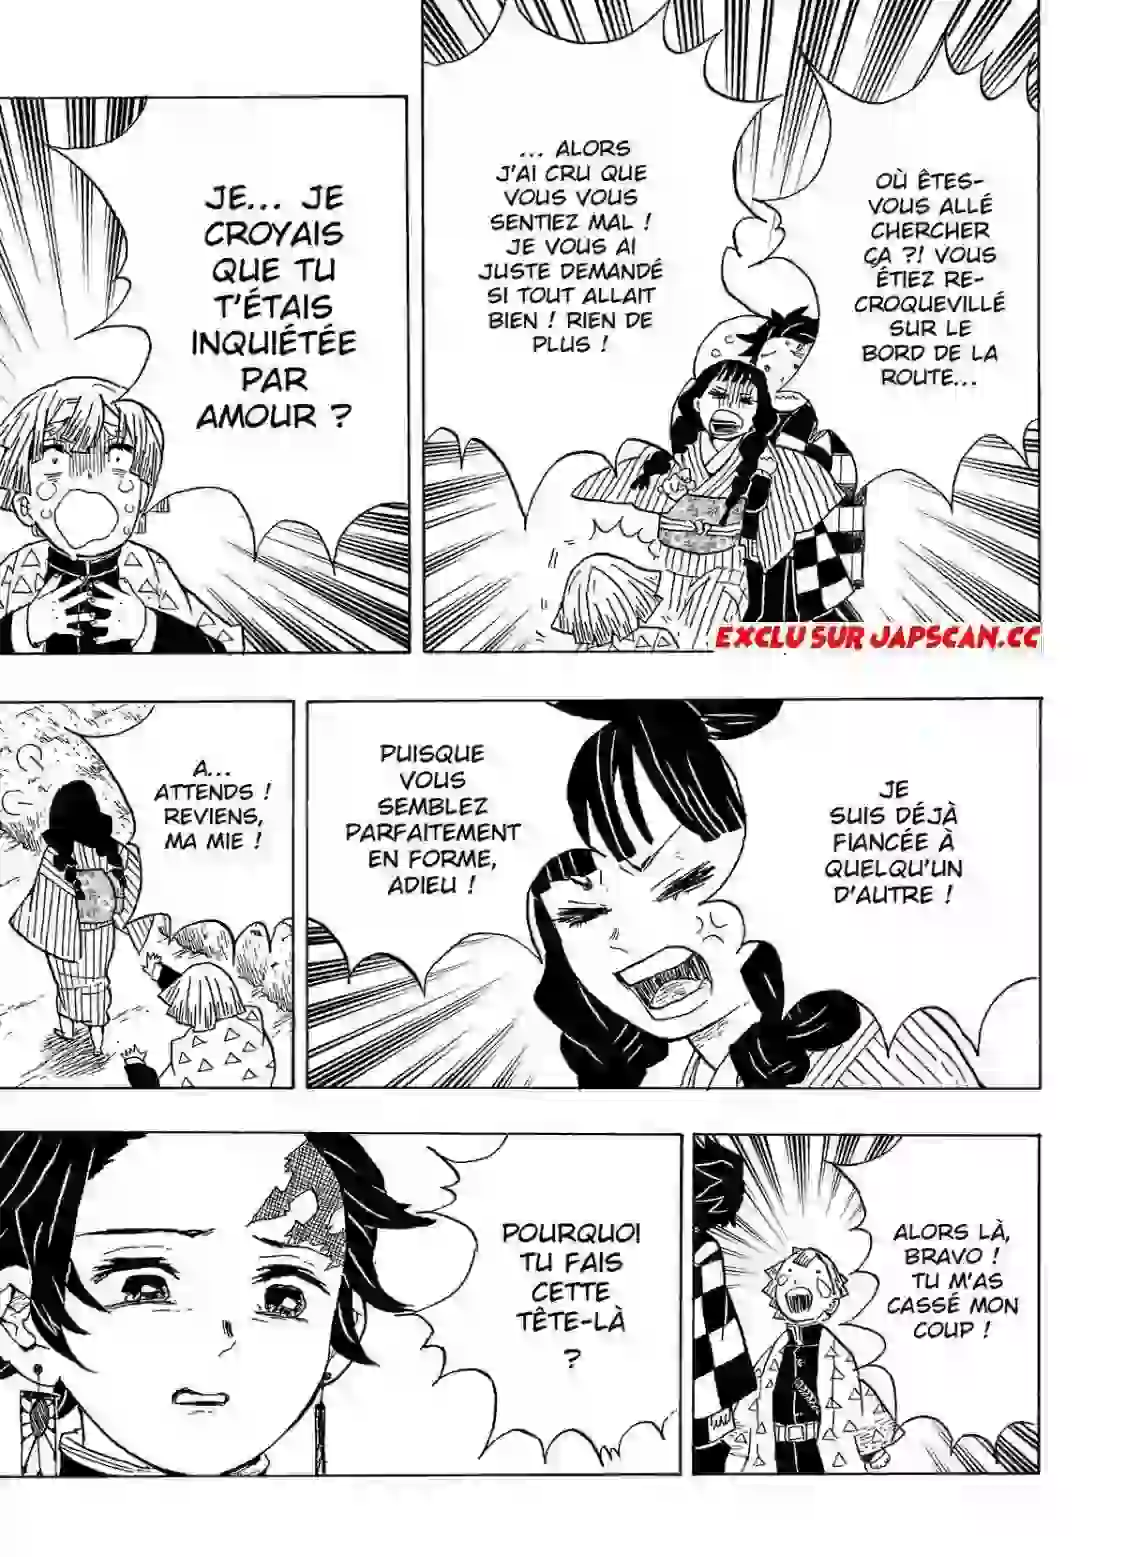 OÙ ÊTES-
VOUS ALLÉ
CHERCHER
ÇA ?! VOUS
ÉTIEZ RE-
CROQUEVILLÉ
SUR LE
BORD DE LA
ROUTE...
... ALORS
J'AI CRU QUE
VOUS VOUS
SENTIEZ MAL !
JE VOUS AI
JUSTE DEMANDÉ
SI TOUT ALLAIT
BIEN ! RIEN DE
PLUS !
EXCLU SUR JAPSCAN.CC
JE... JE
CROYAIS
QUE TU
T'ÉTAIS
INQUIÉTÉE
PAR
AMOUR ?
JE
SUIS DÉJÀ
FIANCÉE À
QUELQU'UN
D'AUTRE !
PUISQUE
VOUS
SEMBLEZ
PARFAITEMENT
EN FORME,
ADIEU !
A...
ATTENDS !
REVIENS,
MA MIE !
ALORS LÀ,
BRAVO !
TU M'AS
CASSÉ MON
COUP !
POURQUOI
TU FAIS
CETTE
TÊTE-LÀ
?